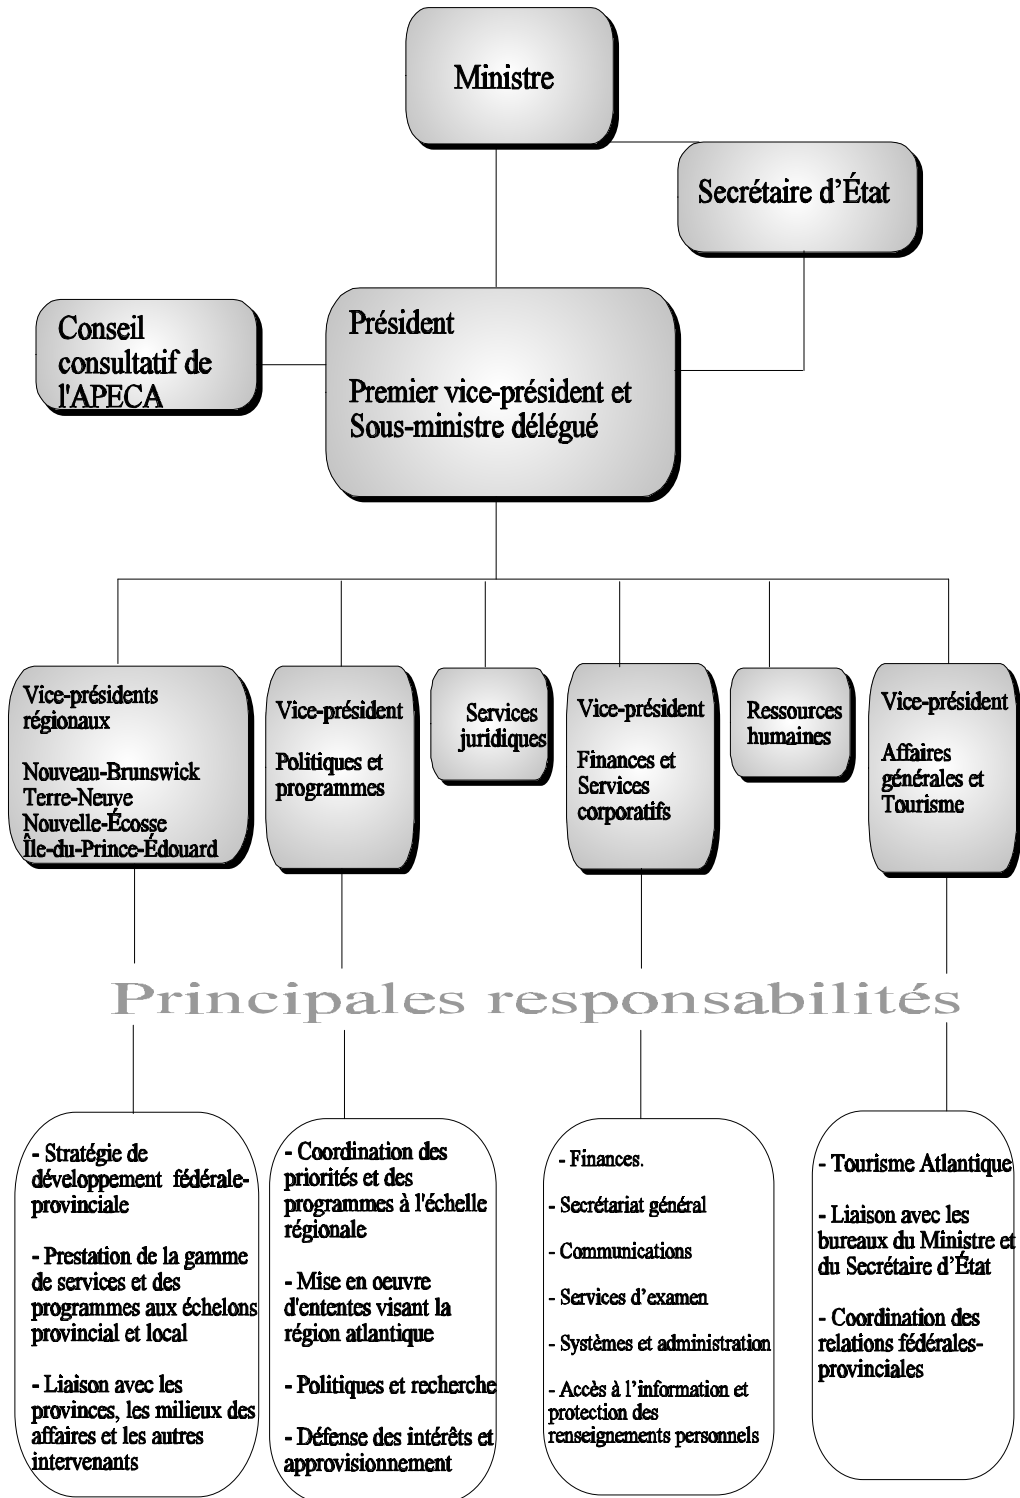 Ministre
Secrétaire d’État
Conseil
consultatif de
l'APECA
Président
Premier vice-président et
Sous-ministre délégué
Vice-présidents
régionaux
Nouveau-Brunswick
Terre-Neuve
Nouvelle-Écosse
Île-du-Prince-Édouard
Vice-président
Politiques et
programmes
Services
juridiques
Vice-président
Finances et
Services
corporatifs
Ressources
humaines
Vice-président
Affaires
générales et
Tourisme
Principales responsabilités
- Stratégie de
développement fédérale-
provinciale
- Prestation de la gamme
de services et des
programmes aux échelons
provincial et local
- Liaison avec les
provinces, les milieux des
affaires et les autres
intervenants
- Coordination des
priorités et des
programmes à l'échelle
régionale
- Mise en oeuvre
d'ententes visant la
région atlantique
- Politiques et recherche
- Défense des intérêts et
approvisionnement
- Finances.
- Secrétariat général
- Communications
- Services d’examen
- Systèmes et administration
- Accès à l’information et
protection des
renseignements personnels
- Tourisme Atlantique
- Liaison avec les
bureaux du Ministre et
du Secrétaire d’État
- Coordination des
relations fédérales-
provinciales